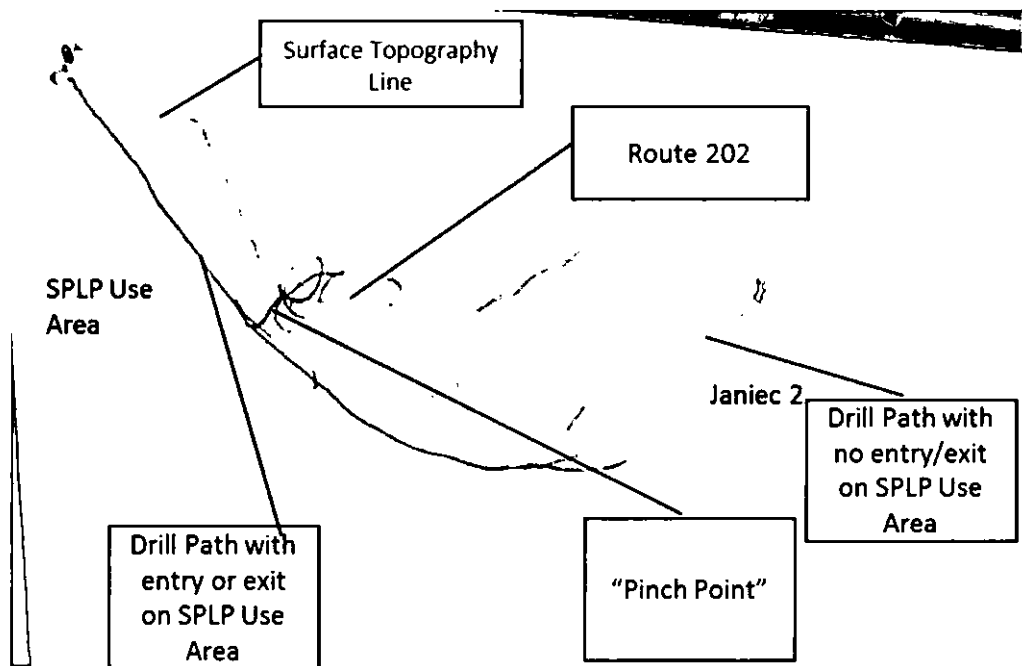 Surface Topography
Line
Route 202
SPLP Use
Area
Janiec 2
Drill Path with
no entry/exit
on SPLP Use
Area
Drill Path with
entry or exit
on SPLP Use
Area
"Pinch Point"